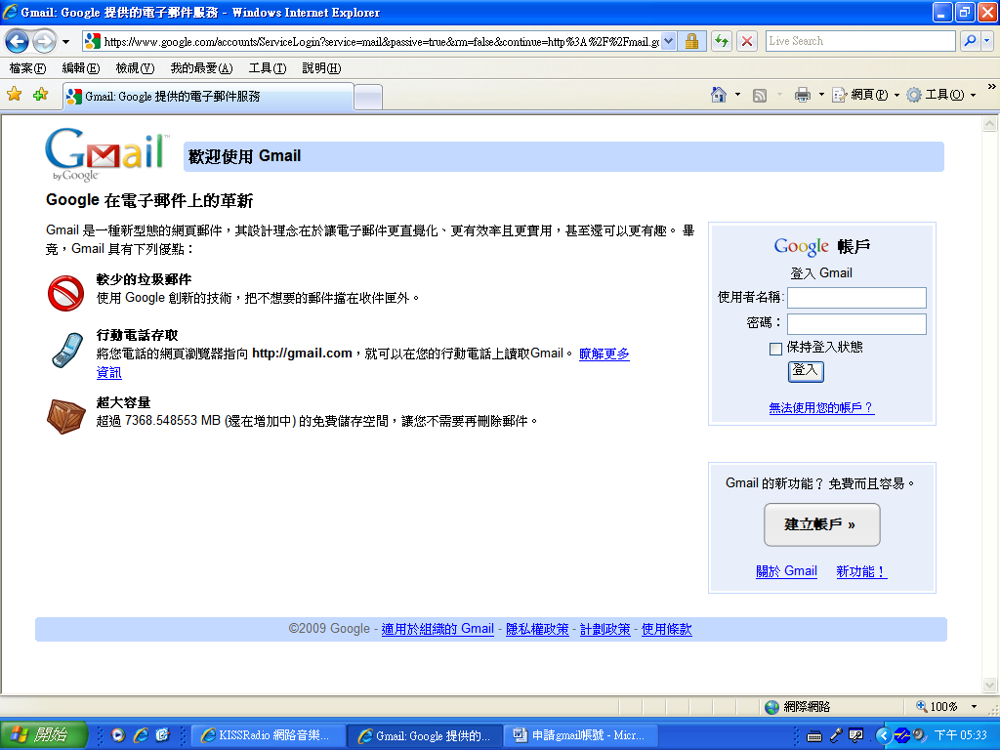 Gmail: Google 提供的電子郵件服務 - Windows Internet Explorer
https://www.google.com/accounts/ServiceLogin?service=mail&passive=true&rm=false&continue=http%3A%2F%2Fmail.g
Live Search
檔案(F) 編輯(E) 檢視(V) 我的最愛(A) 工具(T) 說明(H)
Gmail: Google 提供的電子郵件服務
網頁(P) 工具(O) »
Gmail™
by Google™
歡迎使用 Gmail
Google 在電子郵件上的革新
Gmail 是一種新型態的網頁郵件，其設計理念在於讓電子郵件更直覺化、更有效率且更實用，甚至還可以更有趣。 畢
竟，Gmail 具有下列優點：
較少的垃圾郵件
使用 Google 創新的技術，把不想要的郵件擋在收件匣外。
行動電話存取
將您電話的網頁瀏覽器指向 http://gmail.com，就可以在您的行動電話上讀取Gmail。 瞭解更多
資訊
超大容量
超過 7368.548553 MB (還在增加中) 的免費儲存空間，讓您不需要再刪除郵件。
Google 帳戶
登入 Gmail
使用者名稱:
密碼：
保持登入狀態
登入
無法使用您的帳戶？
Gmail 的新功能？ 免費而且容易。
建立帳戶 »
關於 Gmail 新功能！
©2009 Google - 適用於組織的 Gmail - 隱私權政策 - 計劃政策 - 使用條款
網際網路 100%
開始 KISSRadio 網路音樂... Gmail: Google 提供的... 申請gmail帳號 - Micr... 下午 05:33